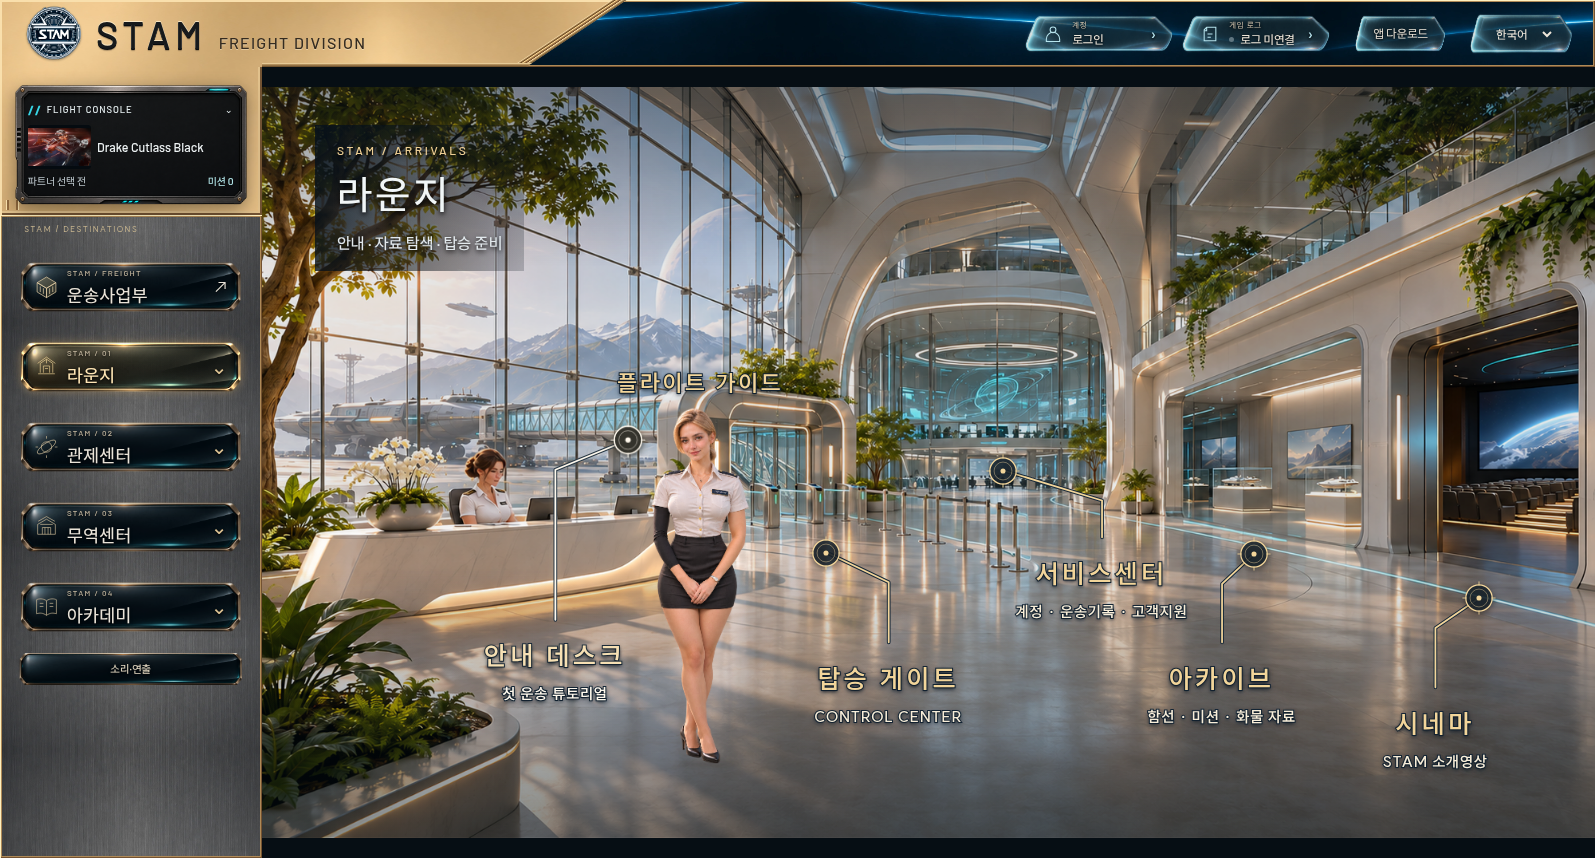 STAM
STAM FREIGHT DIVISION
계정
로그인
게임 로그
로그 미연결
앱 다운로드
한국어
// FLIGHT CONSOLE
Drake Cutlass Black
파트너 선택 전 미션 0
STAM / DESTINATIONS
STAM / FREIGHT
운송사업부
STAM / 01
라운지
STAM / 02
관제센터
STAM / 03
무역센터
STAM / 04
아카데미
소리·연출
STAM / ARRIVALS
라운지
안내 · 자료 탐색 · 탑승 준비
플라이트 가이드
안내 데스크
첫 운송 튜토리얼
탑승 게이트
CONTROL CENTER
서비스센터
계정 · 운송기록 · 고객지원
아카이브
함선 · 미션 · 화물 자료
시네마
STAM 소개영상